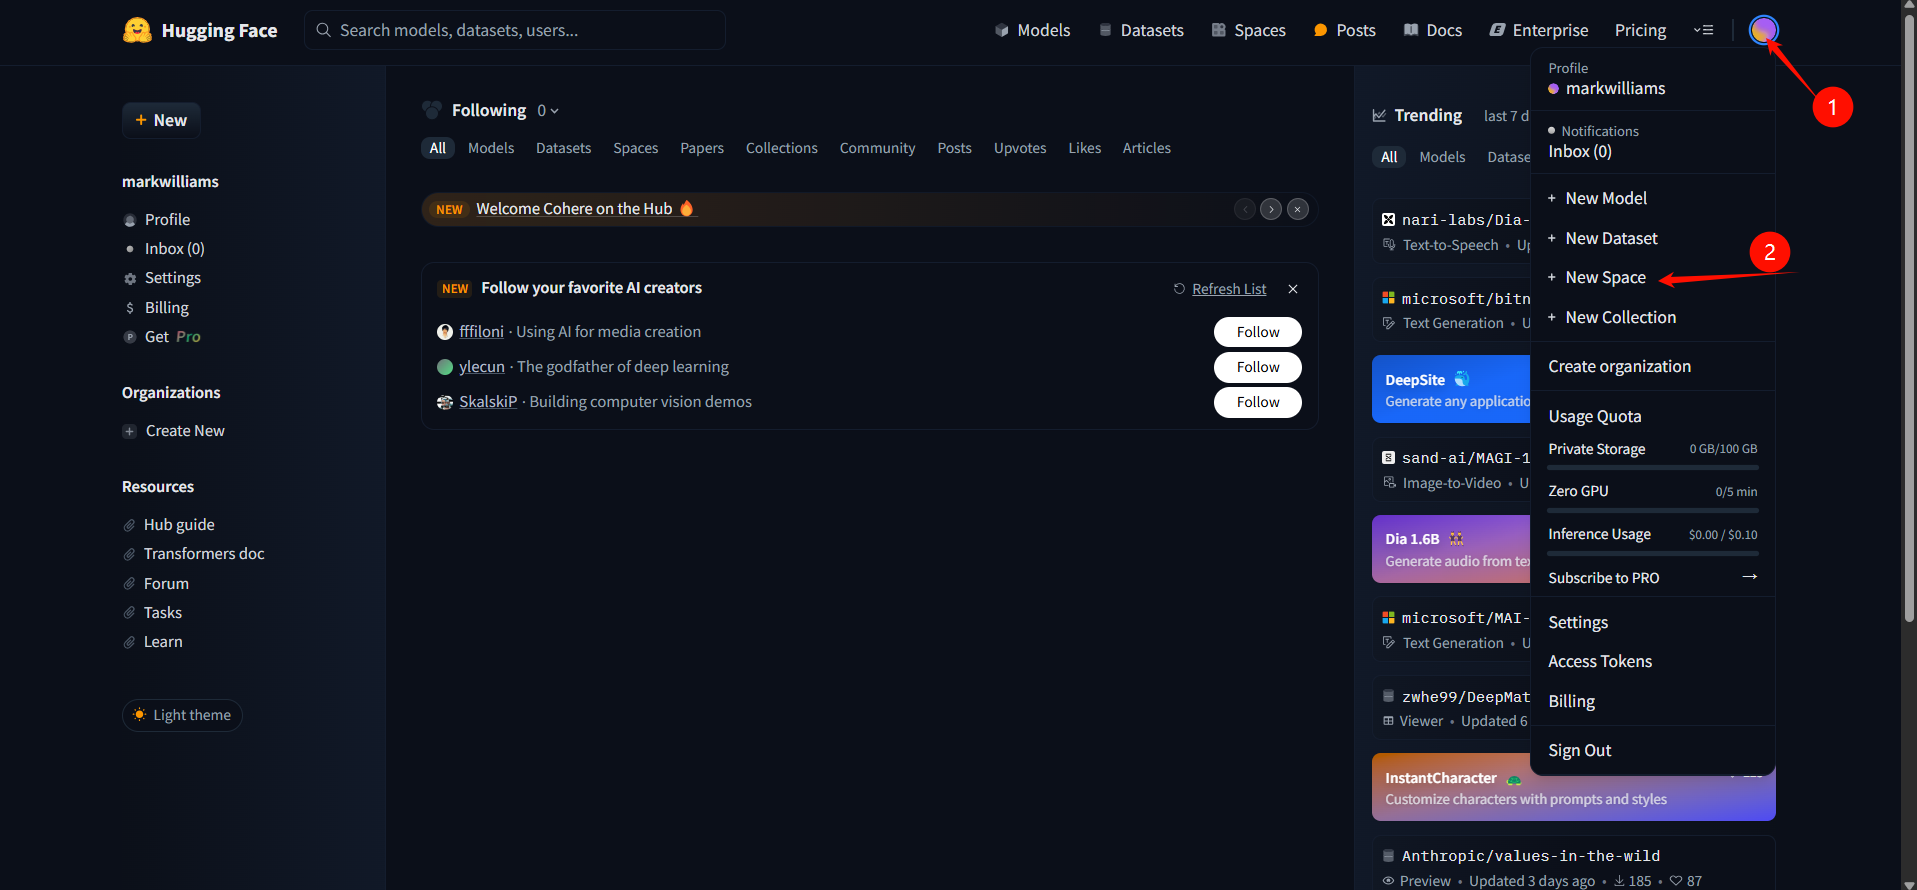 Hugging Face
Search models, datasets, users...
Models
Datasets
Spaces
Posts
Docs
Enterprise
Pricing
+ New
markwilliams
Profile
Inbox (0)
Settings
$ Billing
Get Pro
Organizations
+ Create New
Resources
Hub guide
Transformers doc
Forum
Tasks
Learn
Light theme
Following 0
All Models Datasets Spaces Papers Collections Community Posts Upvotes Likes Articles
NEW Welcome Cohere on the Hub
NEW Follow your favorite AI creators
Refresh List
fffiloni · Using AI for media creation
Follow
ylecun · The godfather of deep learning
Follow
SkalskiP · Building computer vision demos
Follow
Trending last 7 d
All Models Datase
nari-labs/Dia-
Text-to-Speech • Up
microsoft/bitn
Text Generation • U
DeepSite
Generate any applicatio
sand-ai/MAGI-1
Image-to-Video • U
Dia 1.6B
Generate audio from tex
microsoft/MAI-
Text Generation • U
zwhe99/DeepMat
Viewer • Updated 6
InstantCharacter
Customize characters with prompts and styles
Anthropic/values-in-the-wild
Preview • Updated 3 days ago • 185 • 87
Profile
markwilliams
Notifications
Inbox (0)
+ New Model
+ New Dataset
+ New Space
+ New Collection
Create organization
Usage Quota
Private Storage 0 GB/100 GB
Zero GPU 0/5 min
Inference Usage $0.00 / $0.10
Subscribe to PRO →
Settings
Access Tokens
Billing
Sign Out
1
2